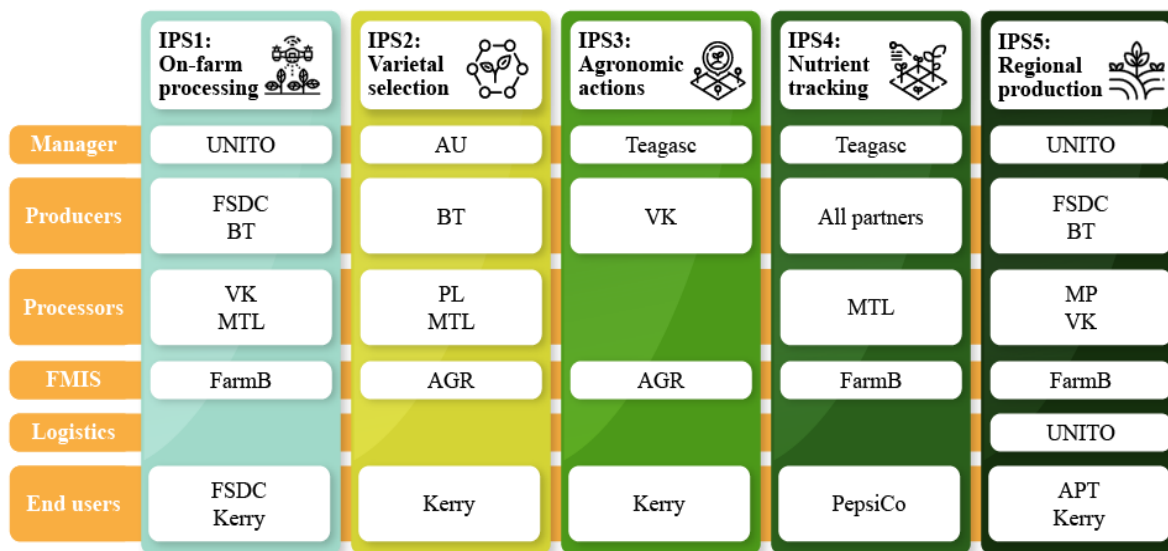 IPS1:
On-farm
processing
IPS2:
Varietal
selection
IPS3:
Agronomic
actions
IPS4:
Nutrient
tracking
IPS5:
Regional
production
Manager
UNITO
AU
Teagasc
Teagasc
UNITO
Producers
FSDC
BT
BT
VK
All partners
FSDC
BT
Processors
VK
MTL
PL
MTL
MTL
MP
VK
FMIS
FarmB
AGR
AGR
FarmB
FarmB
Logistics
UNITO
End users
FSDC
Kerry
Kerry
Kerry
PepsiCo
APT
Kerry